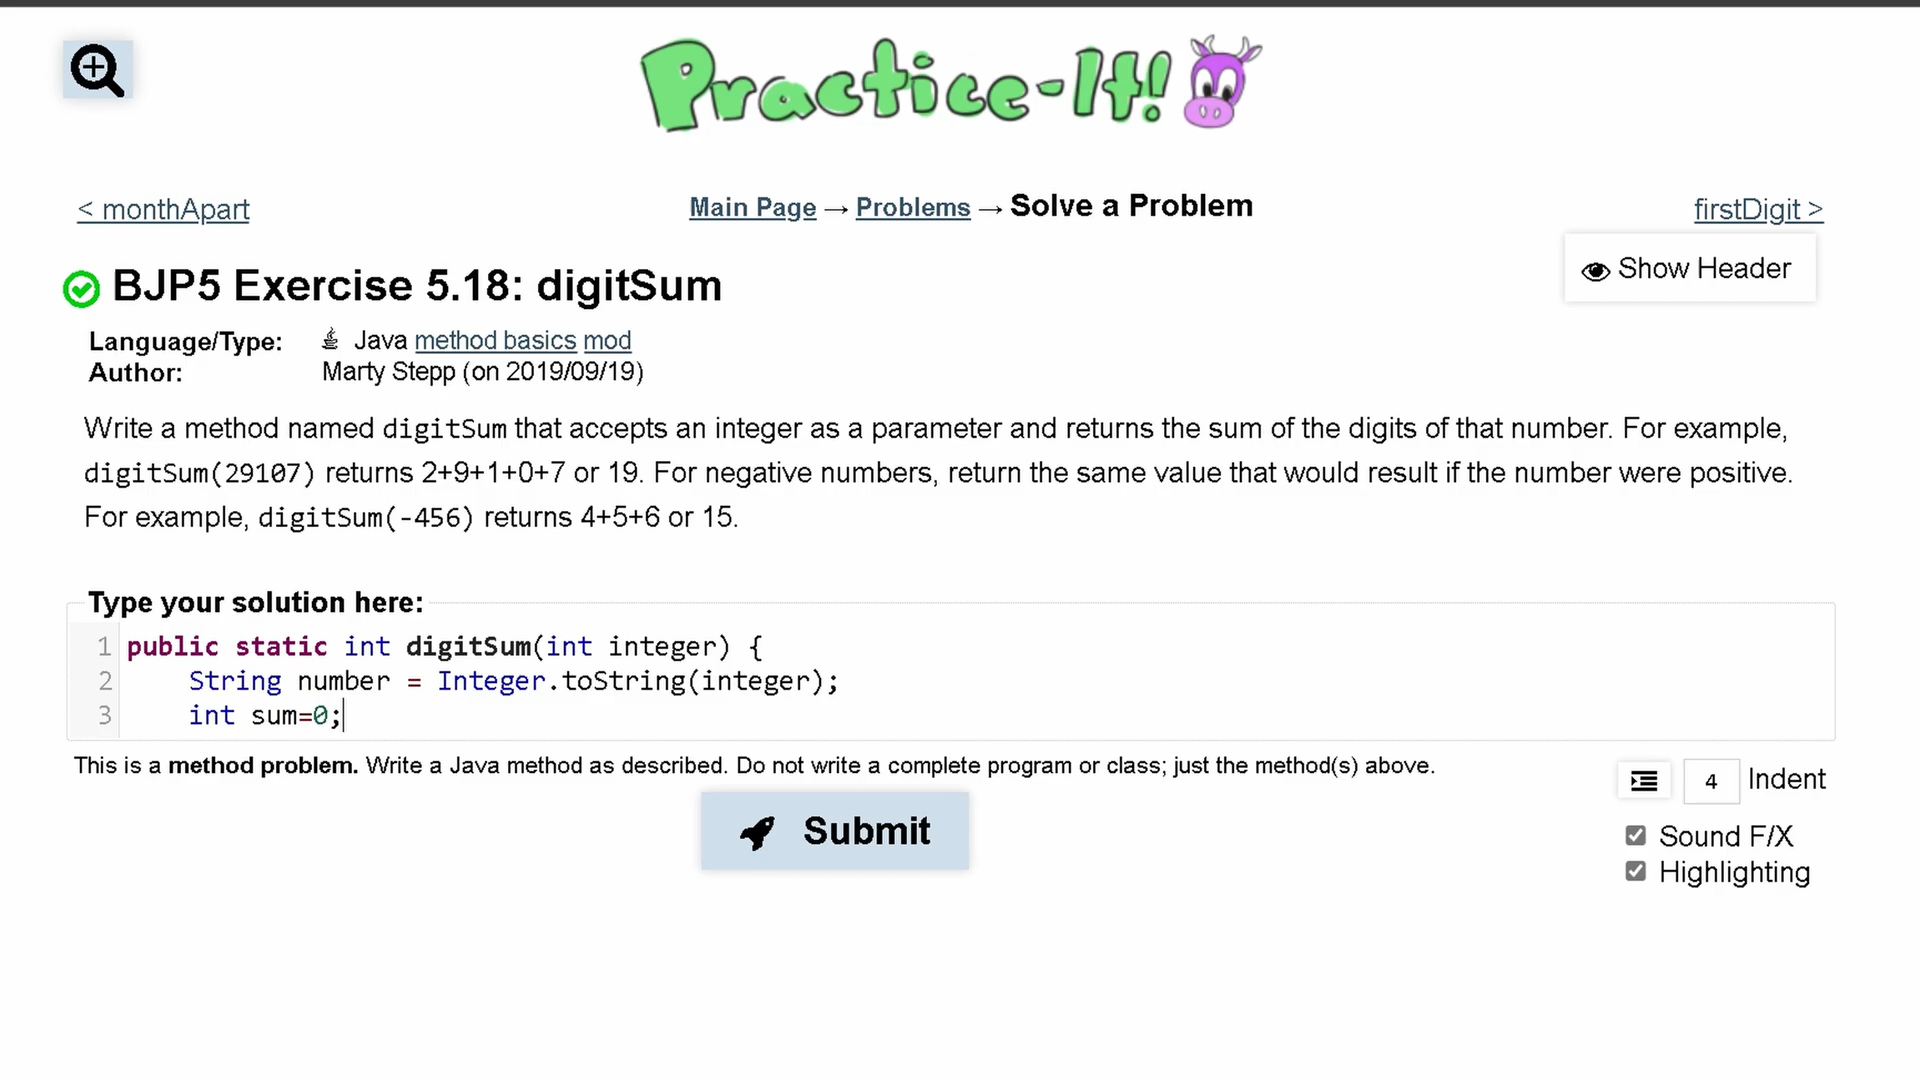 Practice-It!
< monthApart
Main Page → Problems → Solve a Problem
firstDigit >
Show Header
BJP5 Exercise 5.18: digitSum
Language/Type: Java method basics mod
Author: Marty Stepp (on 2019/09/19)
Write a method named digitSum that accepts an integer as a parameter and returns the sum of the digits of that number. For example,
digitSum(29107) returns 2+9+1+0+7 or 19. For negative numbers, return the same value that would result if the number were positive.
For example, digitSum(-456) returns 4+5+6 or 15.
Type your solution here:
1 public static int digitSum(int integer) {
2     String number = Integer.toString(integer);
3     int sum=0;
This is a method problem. Write a Java method as described. Do not write a complete program or class; just the method(s) above.
4 Indent
Submit
Sound F/X
Highlighting